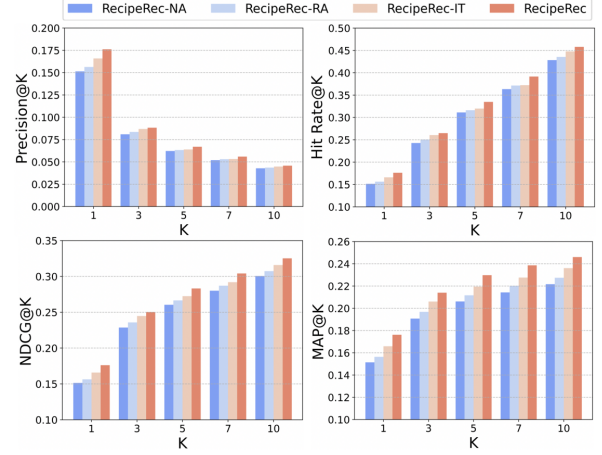 RecipeRec-NA RecipeRec-RA RecipeRec-IT RecipeRec
Precision@K
0.200
0.175
0.150
0.125
0.100
0.075
0.050
0.025
0.000
1 3 5 7 10
K
Hit Rate@K
0.50
0.45
0.40
0.35
0.30
0.25
0.20
0.15
0.10
1 3 5 7 10
K
NDCG@K
0.35
0.30
0.25
0.20
0.15
0.10
1 3 5 7 10
K
MAP@K
0.26
0.24
0.22
0.20
0.18
0.16
0.14
0.12
0.10
1 3 5 7 10
K